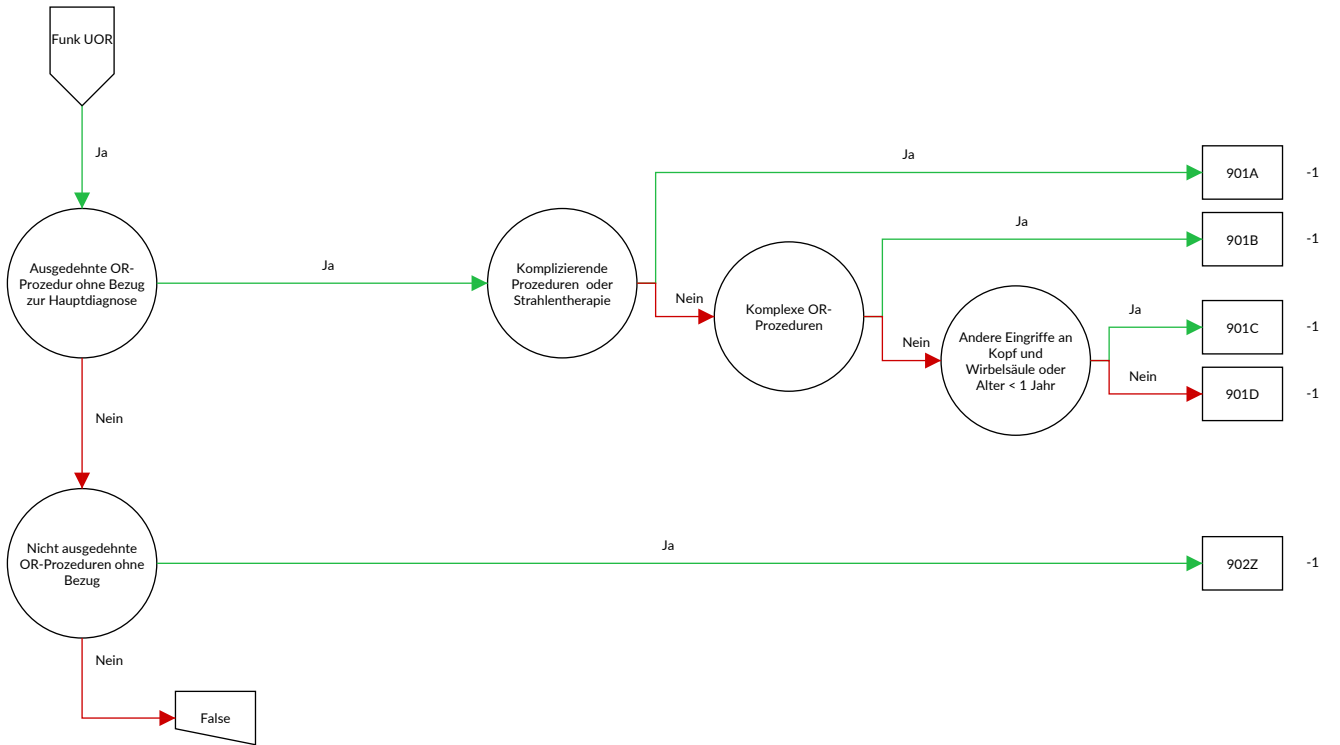 Funk UOR
Ja
Ja
901A
-1
Ja
901B
-1
Ausgedehnte OR-
Prozedur ohne Bezug
zur Hauptdiagnose
Ja
Komplizierende
Prozeduren oder
Strahlentherapie
Nein
Komplexe OR-
Prozeduren
Nein
Andere Eingriffe an
Kopf und
Wirbelsäule oder
Alter < 1 Jahr
Ja
901C
-1
Nein
901D
-1
Nein
Nicht ausgedehnte
OR-Prozeduren ohne
Bezug
Ja
902Z
-1
Nein
False